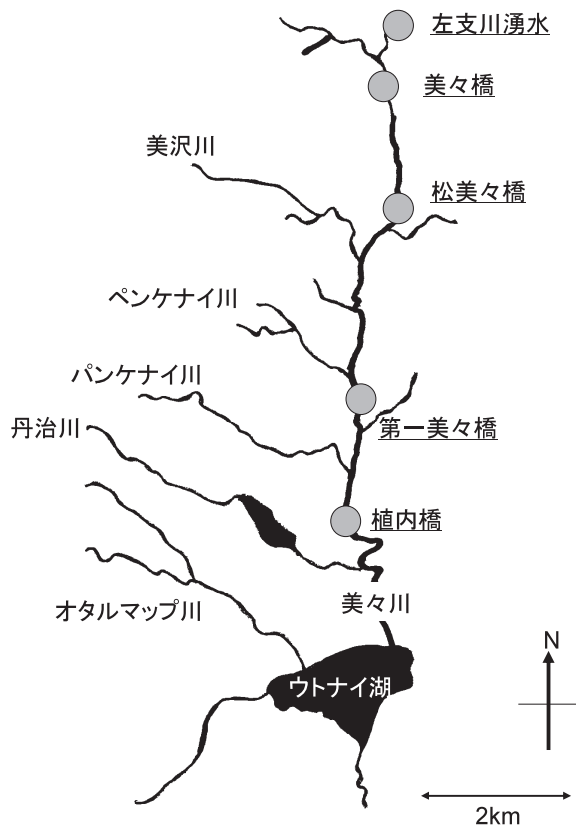 左支川湧水
美々橋
美沢川
松美々橋
ペンケナイ川
パンケナイ川
丹治川
第一美々橋
植内橋
美々川
オタルマップ川
N
ウトナイ湖
2km